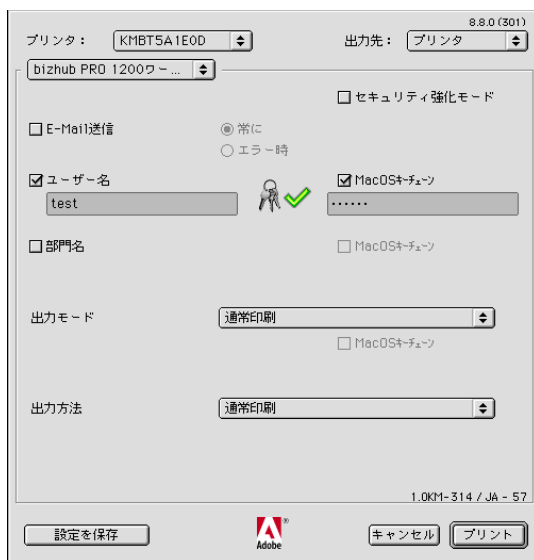 8.8.0 (301)
プリンタ： KMBT5A1E0D 出力先： プリンタ
bizhub PRO 1200ワー...
セキュリティ強化モード
E-Mail送信 常に
エラー時
ユーザー名 MacOSキーチェーン
test ••••••
部門名 MacOSキーチェーン
出力モード 通常印刷
MacOSキーチェーン
出力方法 通常印刷
1.0KM-314 / JA - 57
設定を保存 Adobe® キャンセル プリント